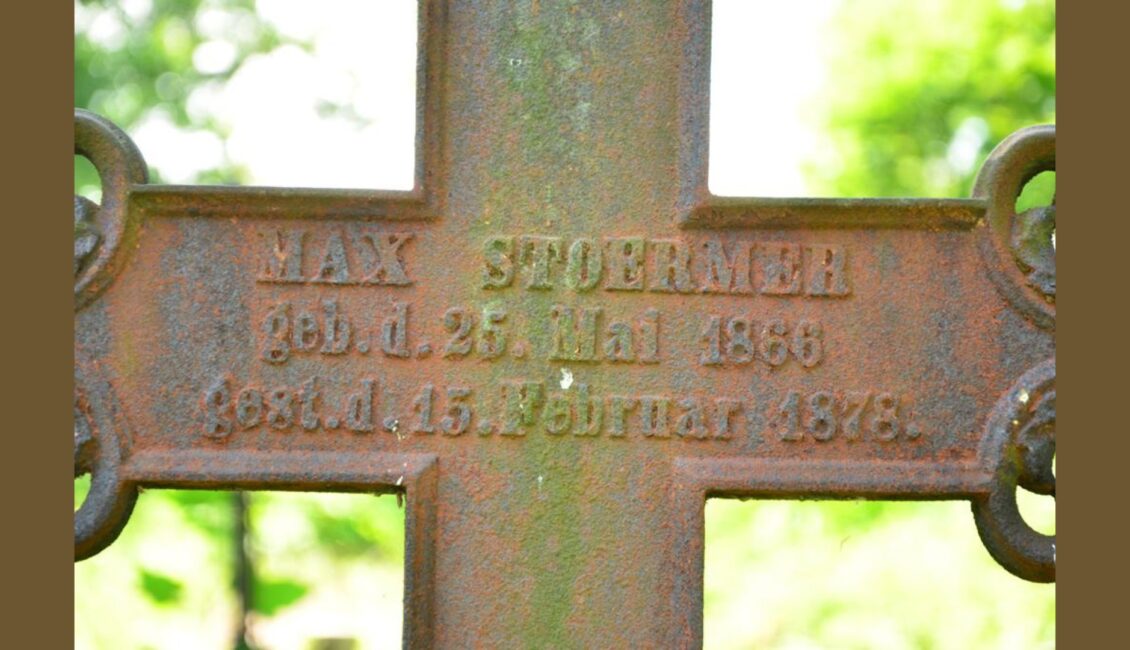 MAX STOERMER
geb. d. 25. Mai 1866
gest. d. 15. Februar 1878.